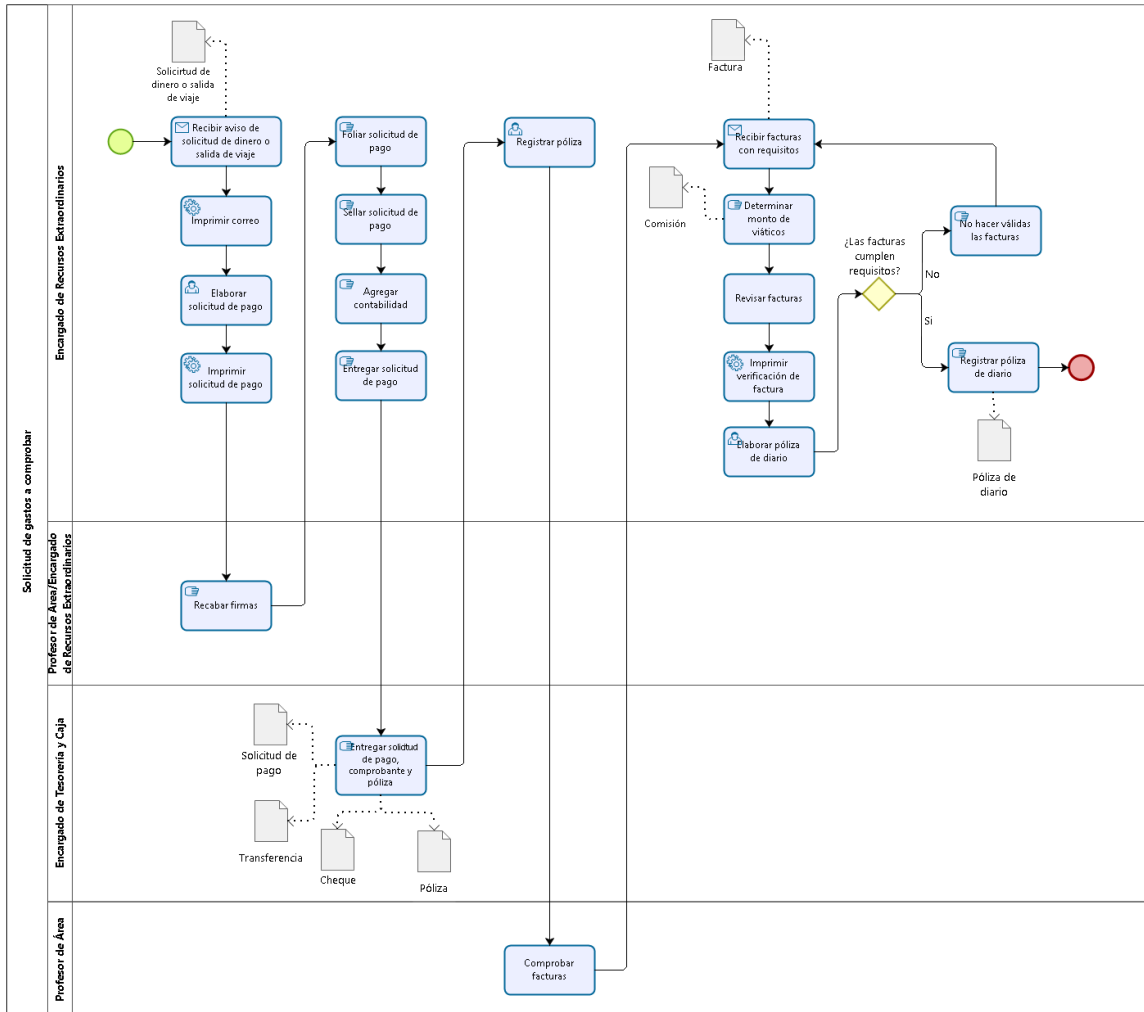 Solicitud de gastos a comprobar
Encargado de Recursos Extraordinarios
Solicirtud de
dinero o salida
de viaje
Recibir aviso de
solicitud de dinero o
salida de viaje
Imprimir correo
Elaborar
solicitud de pago
Imprimir
solicitud de pago
Foliar solicitud de
pago
Sellar solicitud de
pago
Agregar
contabilidad
Entregar solicitud
de pago
Registrar póliza
Factura
Recibir facturas
con requisitos
Comisión
Determinar
monto de
viáticos
Revisar facturas
Imprimir
verificación de
factura
Elaborar póliza
de diario
¿Las facturas
cumplen
requisitos?
No
Si
No hacer válidas
las facturas
Registrar póliza
de diario
Póliza de
diario
Profesor de Área/Encargado
de Recursos Extraordinarios
Recabar firmas
Encargado de Tesorería y Caja
Solicitud de
pago
Entregar solicitud
de pago,
comprobante y
póliza
Transferencia
Cheque
Póliza
Profesor de Área
Comprobar
facturas